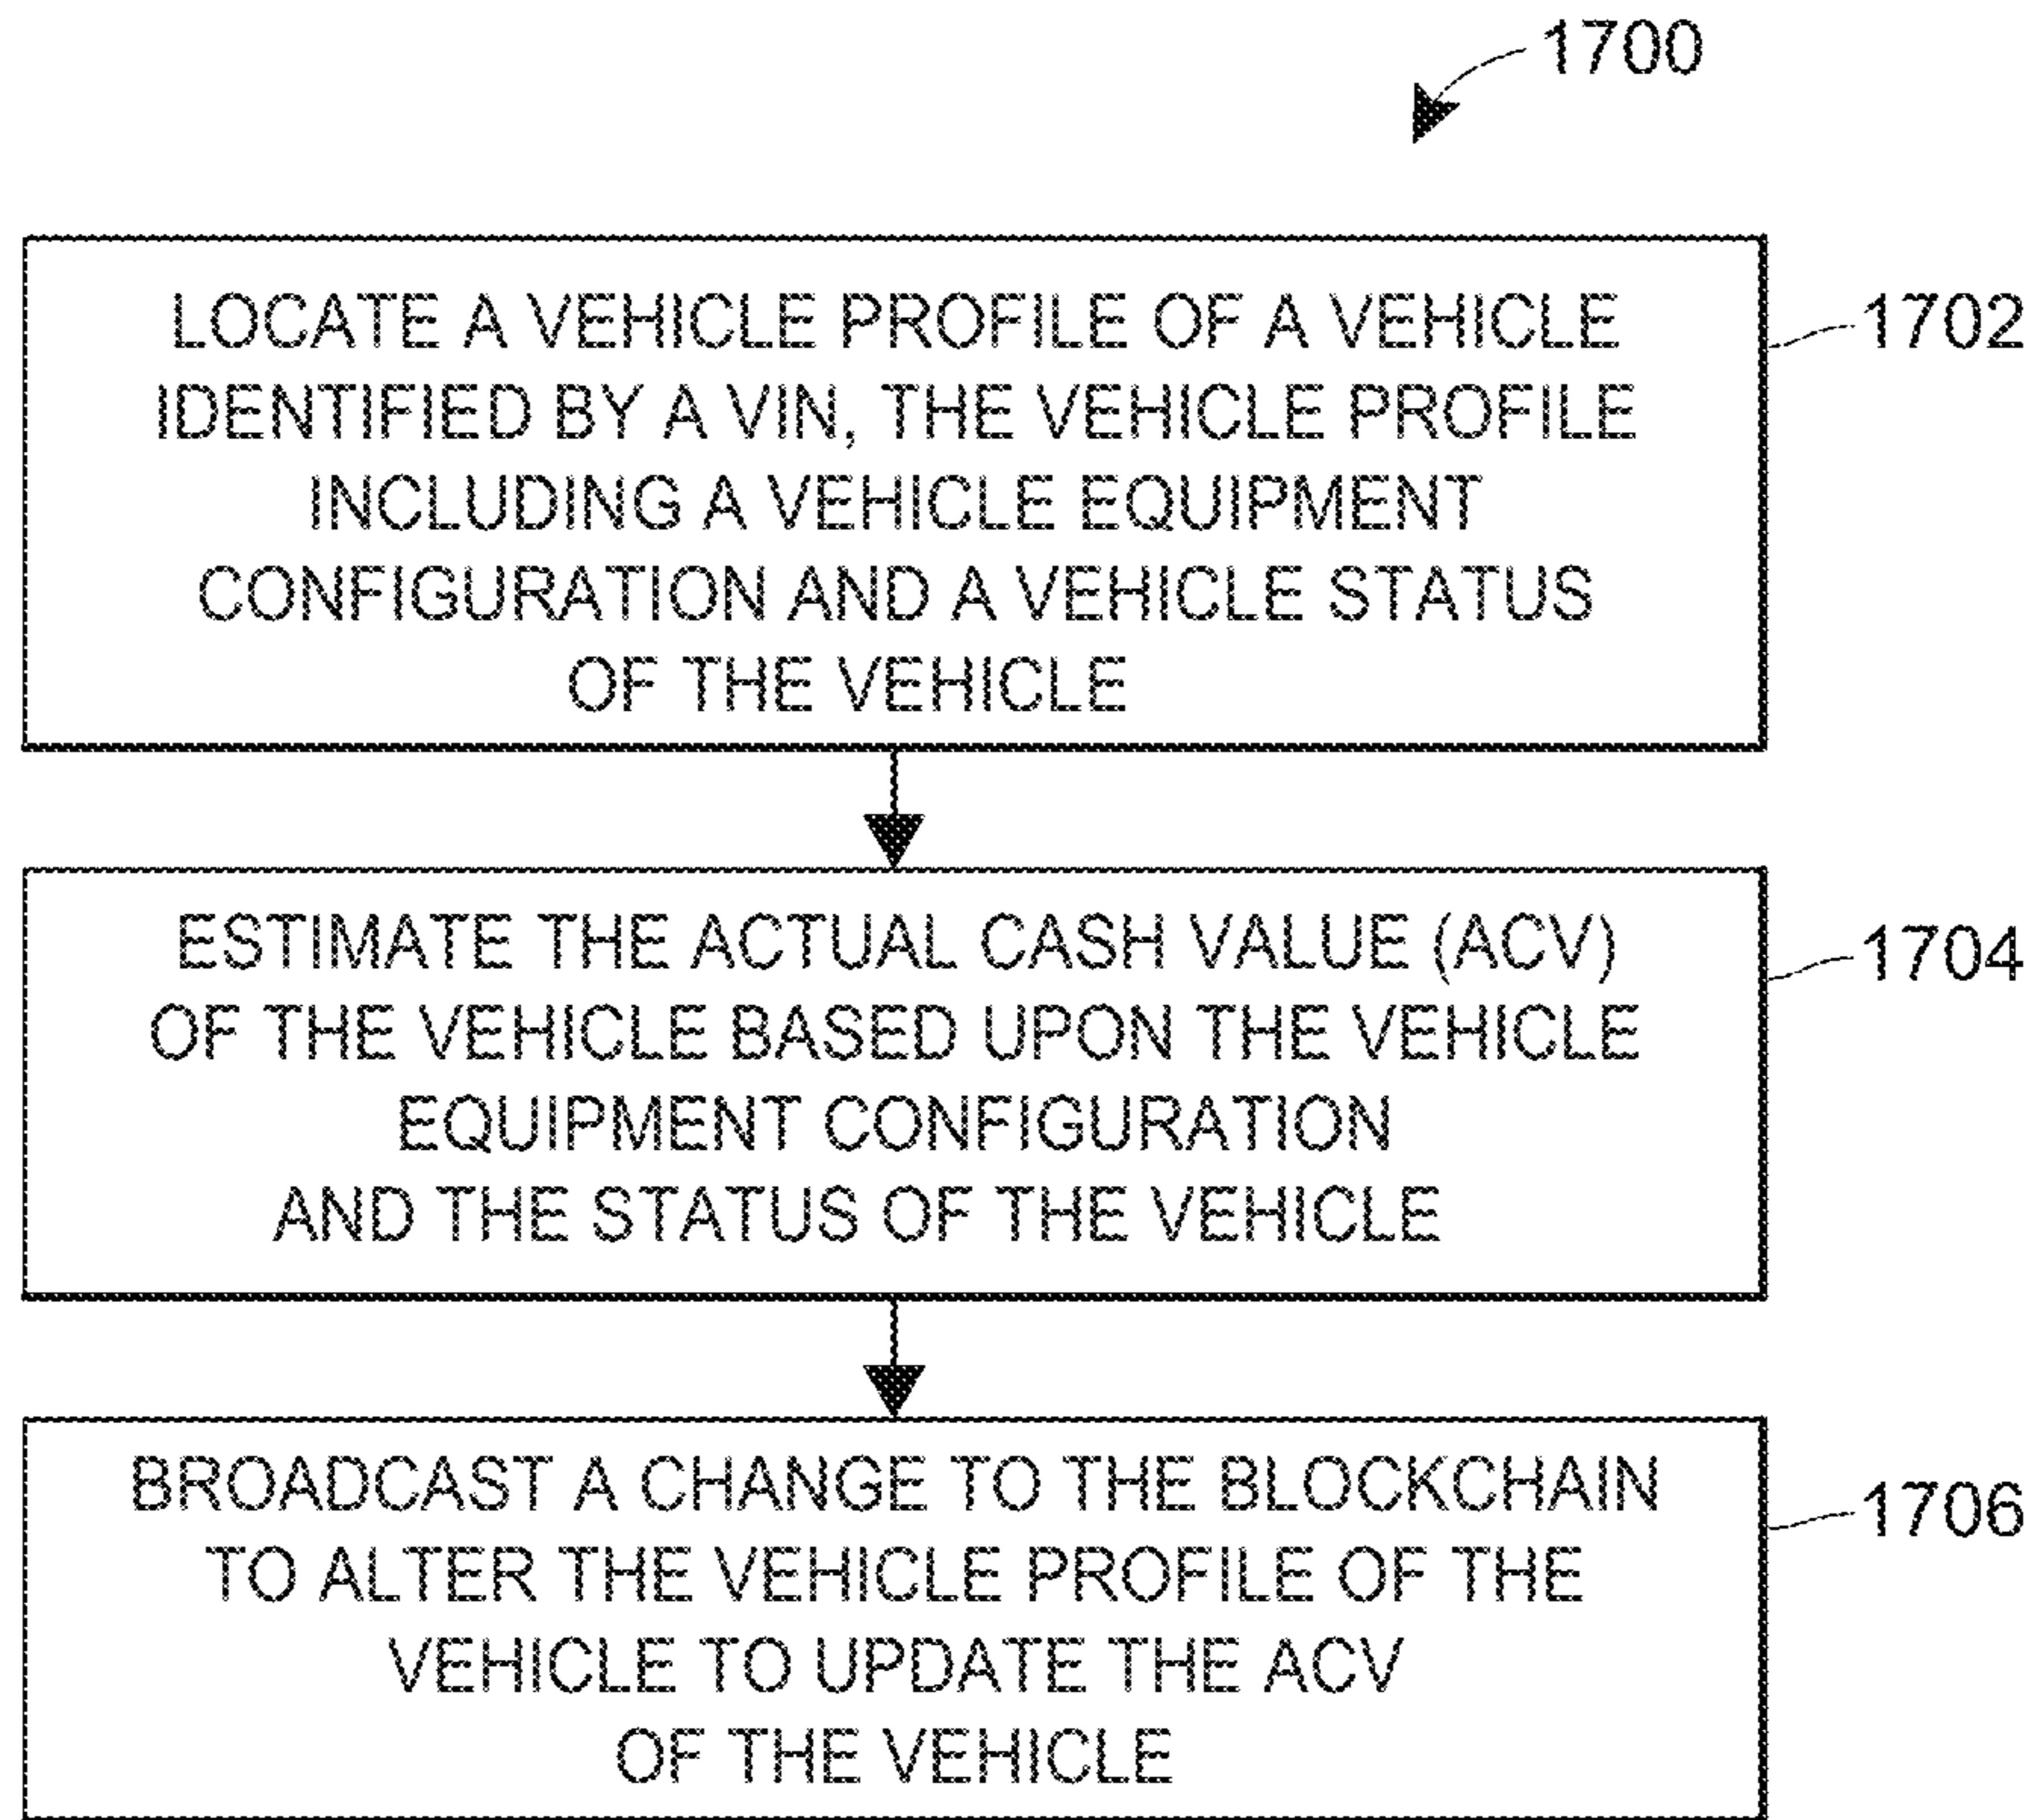 1700
LOCATE A VEHICLE PROFILE OF A VEHICLE
IDENTIFIED BY A VIN, THE VEHICLE PROFILE
INCLUDING A VEHICLE EQUIPMENT
CONFIGURATION AND A VEHICLE STATUS
OF THE VEHICLE
1702
ESTIMATE THE ACTUAL CASH VALUE (ACV)
OF THE VEHICLE BASED UPON THE VEHICLE
EQUIPMENT CONFIGURATION
AND THE STATUS OF THE VEHICLE
1704
BROADCAST A CHANGE TO THE BLOCKCHAIN
TO ALTER THE VEHICLE PROFILE OF THE
VEHICLE TO UPDATE THE ACV
OF THE VEHICLE
1706